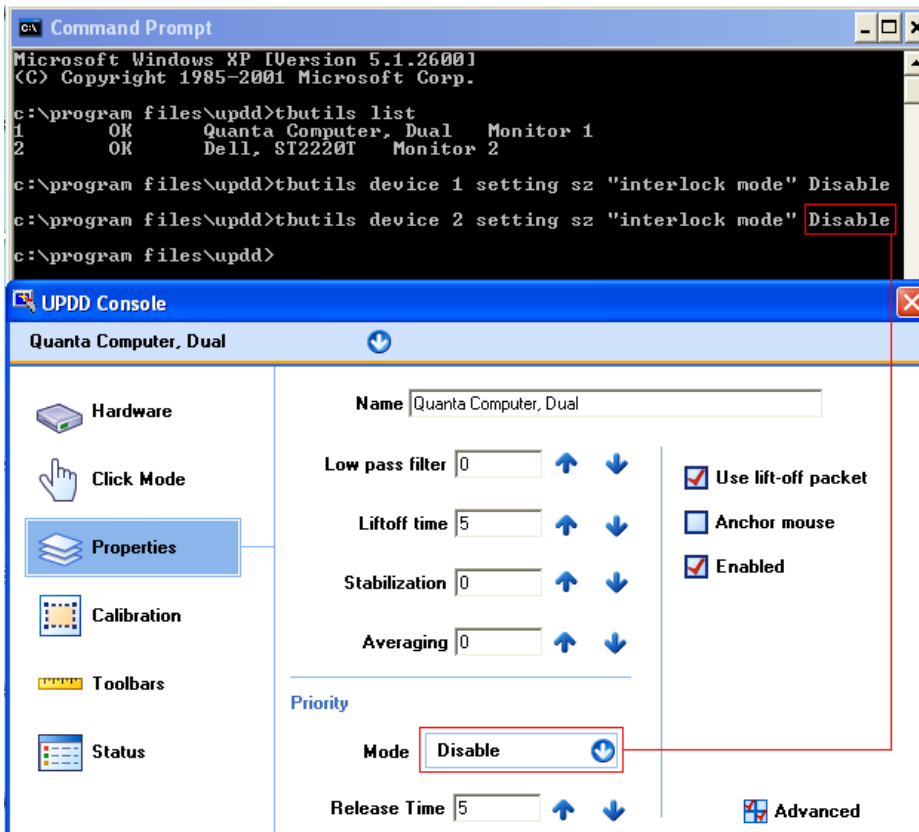 Command Prompt
Microsoft Windows XP [Version 5.1.2600]
(C) Copyright 1985-2001 Microsoft Corp.
c:\program files\updd>tbutils list
1 OK Quanta Computer, Dual Monitor 1
2 OK Dell, ST2220T Monitor 2
c:\program files\updd>tbutils device 1 setting sz "interlock mode" Disable
c:\program files\updd>tbutils device 2 setting sz "interlock mode" Disable
c:\program files\updd>
UPDD Console
Quanta Computer, Dual
Hardware
Click Mode
Properties
Calibration
Toolbars
Status
Name Quanta Computer, Dual
Low pass filter 0
Liftoff time 5
Stabilization 0
Averaging 0
Use lift-off packet
Anchor mouse
Enabled
Priority
Mode Disable
Release Time 5
Advanced